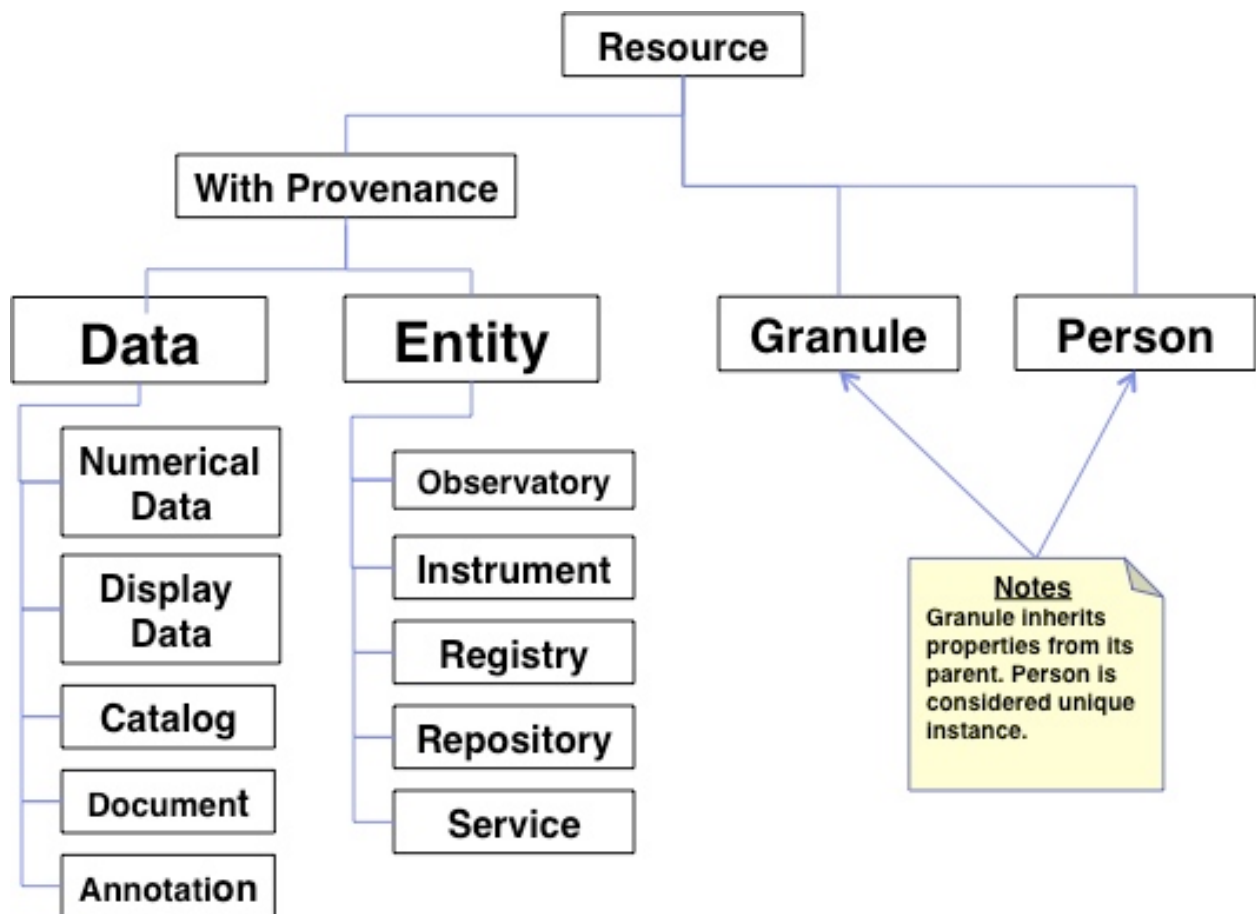 Resource
With Provenance
Data
Entity
Granule
Person
Numerical
Data
Display
Data
Catalog
Document
Annotation
Observatory
Instrument
Registry
Repository
Service
Notes
Granule inherits
properties from its
parent. Person is
considered unique
instance.